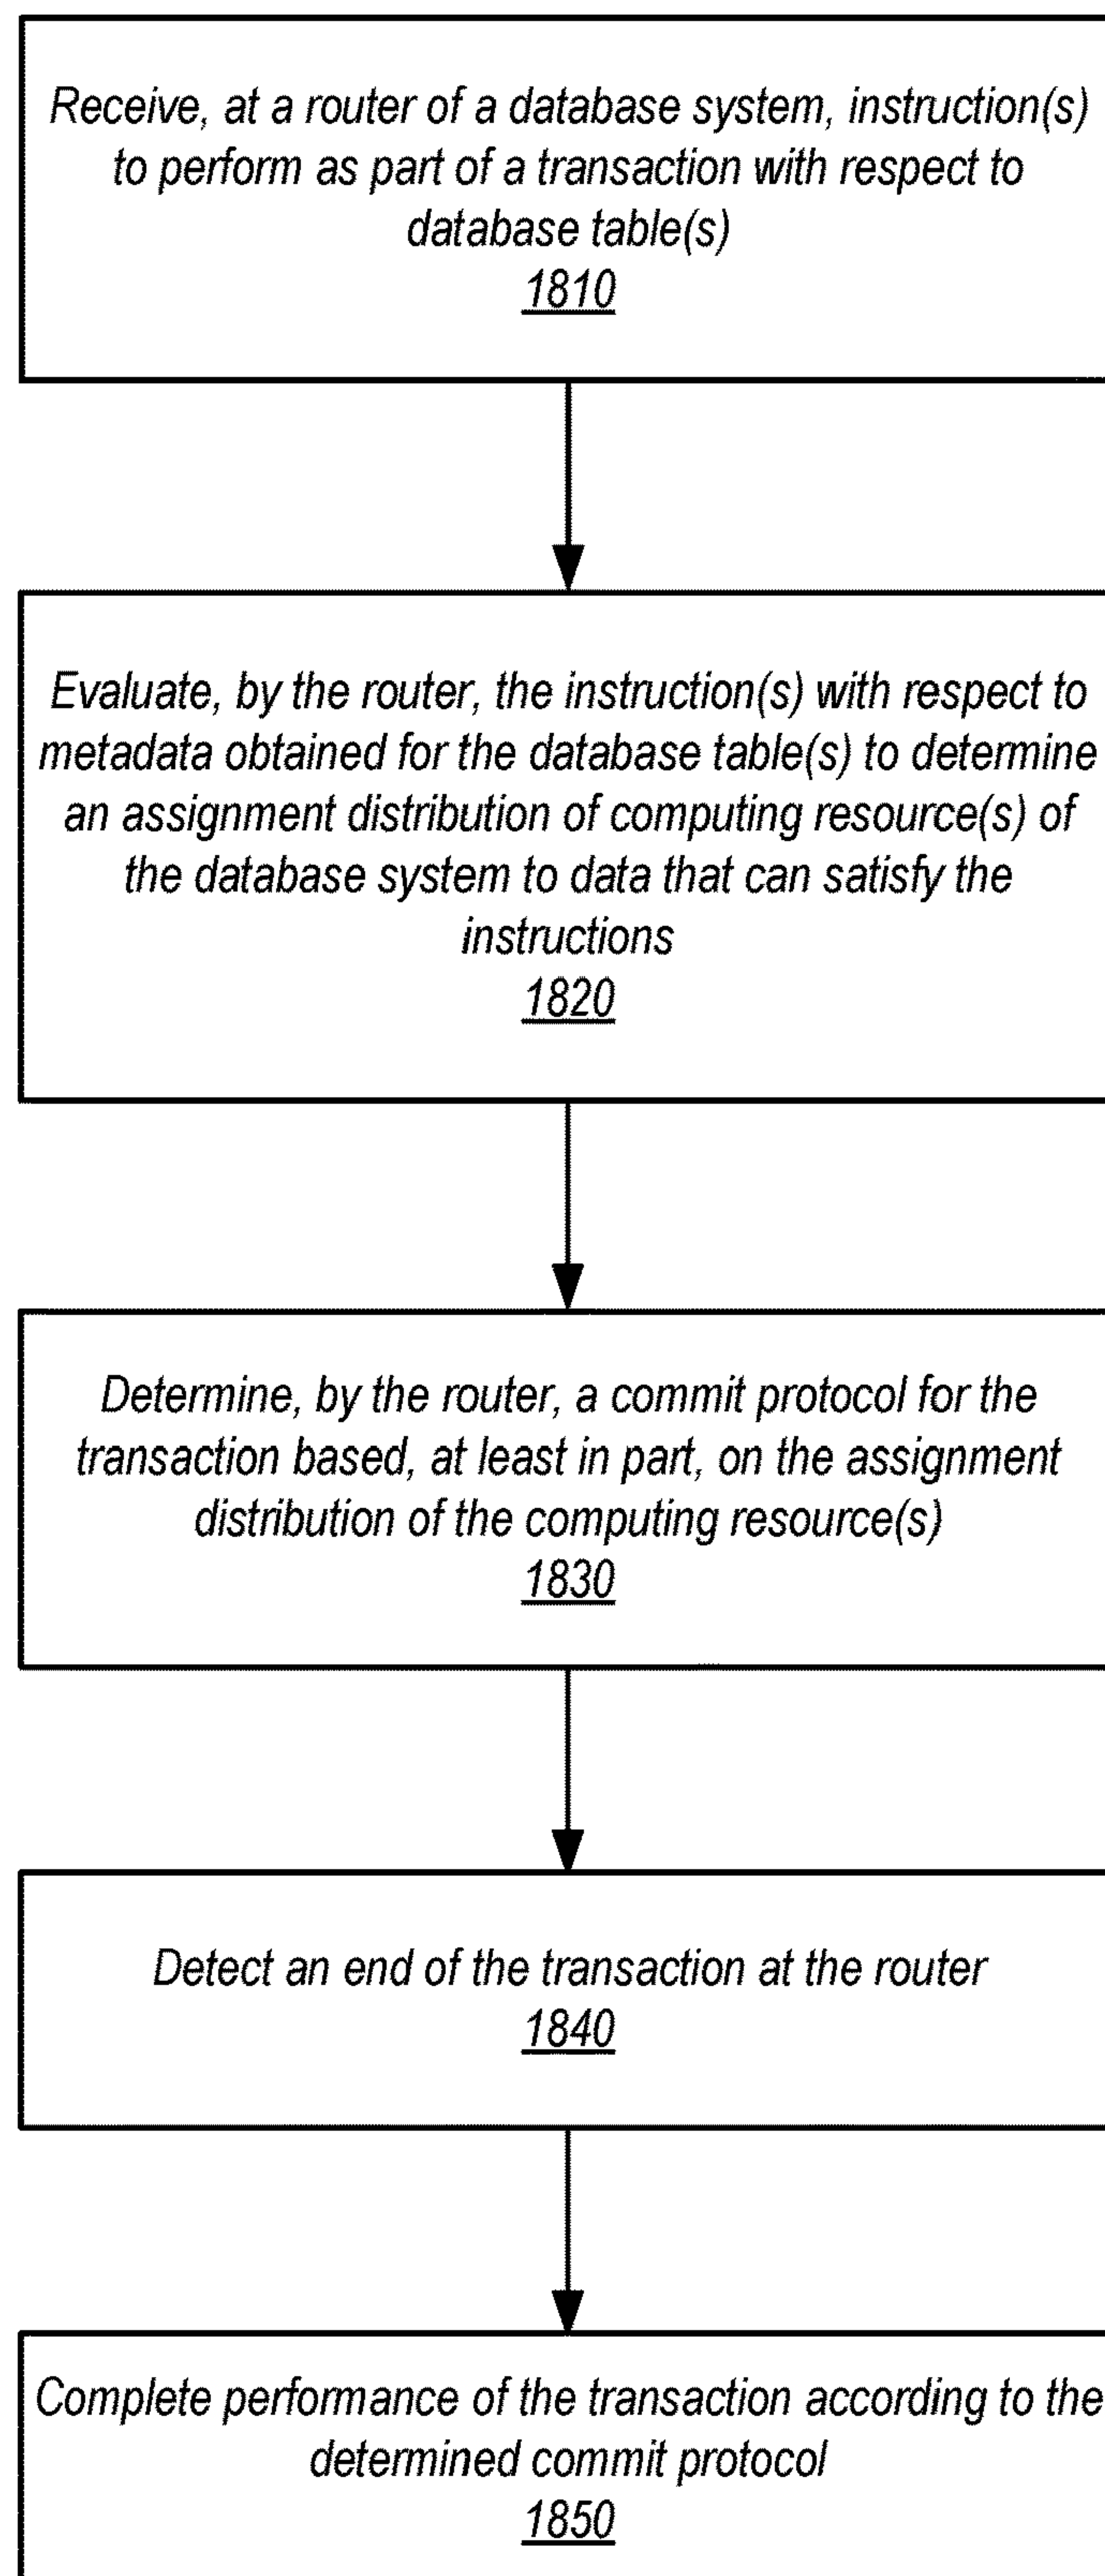 Receive, at a router of a database system, instruction(s)
to perform as part of a transaction with respect to
database table(s)
1810
Evaluate, by the router, the instruction(s) with respect to
metadata obtained for the database table(s) to determine
an assignment distribution of computing resource(s) of
the database system to data that can satisfy the
instructions
1820
Determine, by the router, a commit protocol for the
transaction based, at least in part, on the assignment
distribution of the computing resource(s)
1830
Detect an end of the transaction at the router
1840
Complete performance of the transaction according to the
determined commit protocol
1850